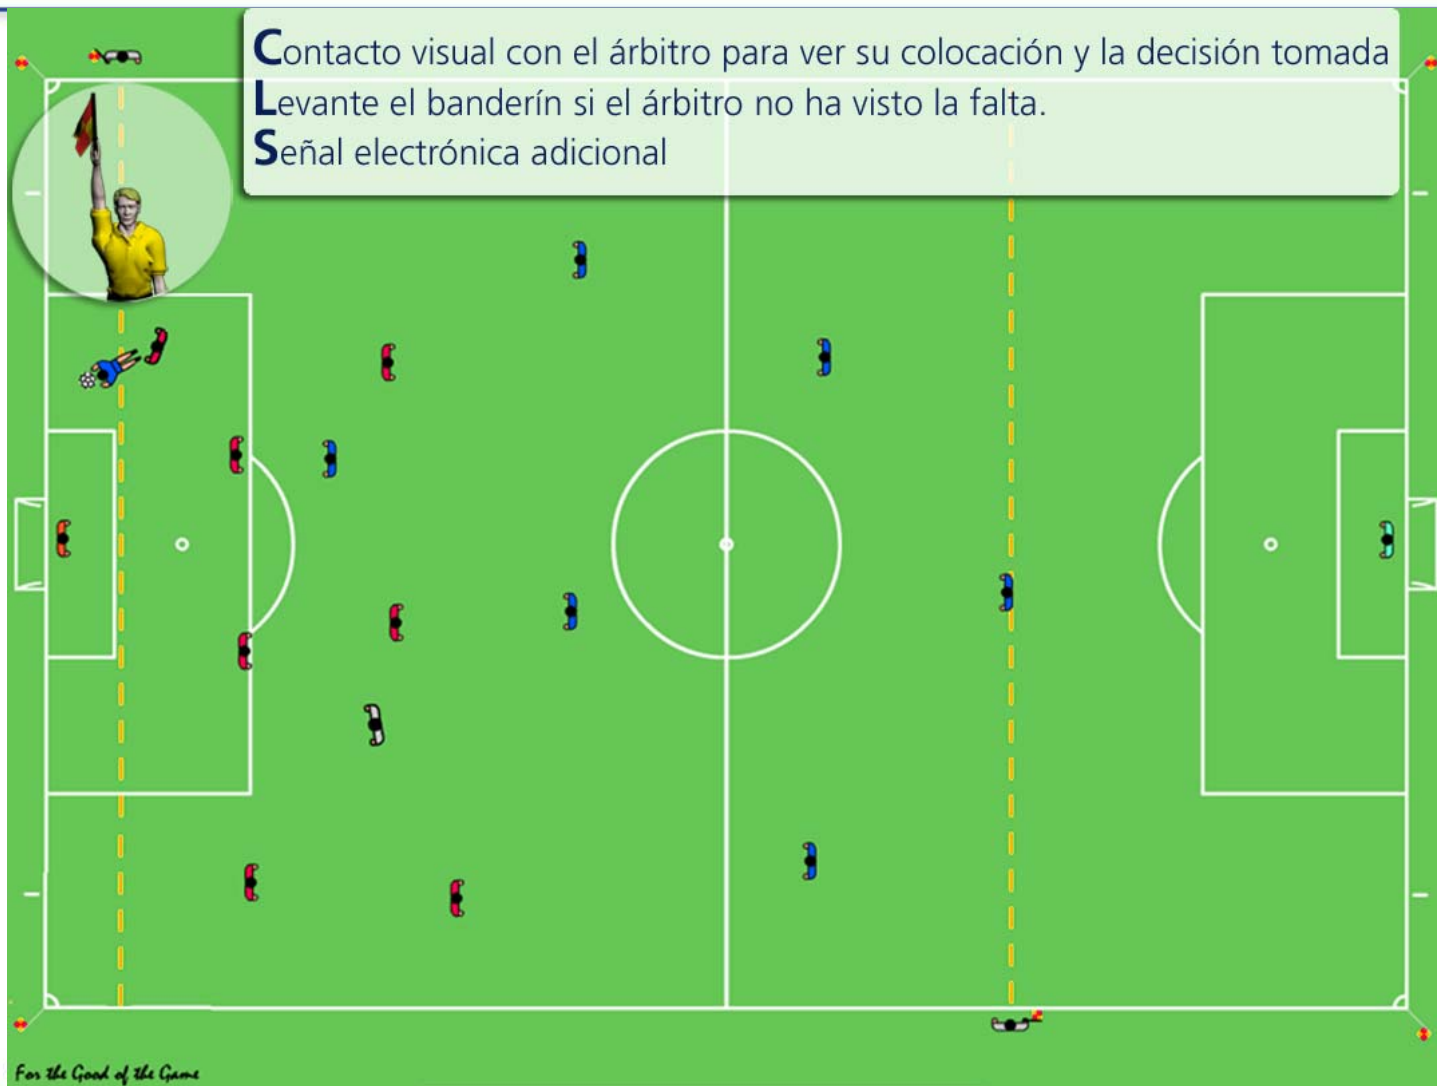 Contacto visual con el árbitro para ver su colocación y la decisión tomada
Levante el banderín si el árbitro no ha visto la falta.
Señal electrónica adicional
For the Good of the Game